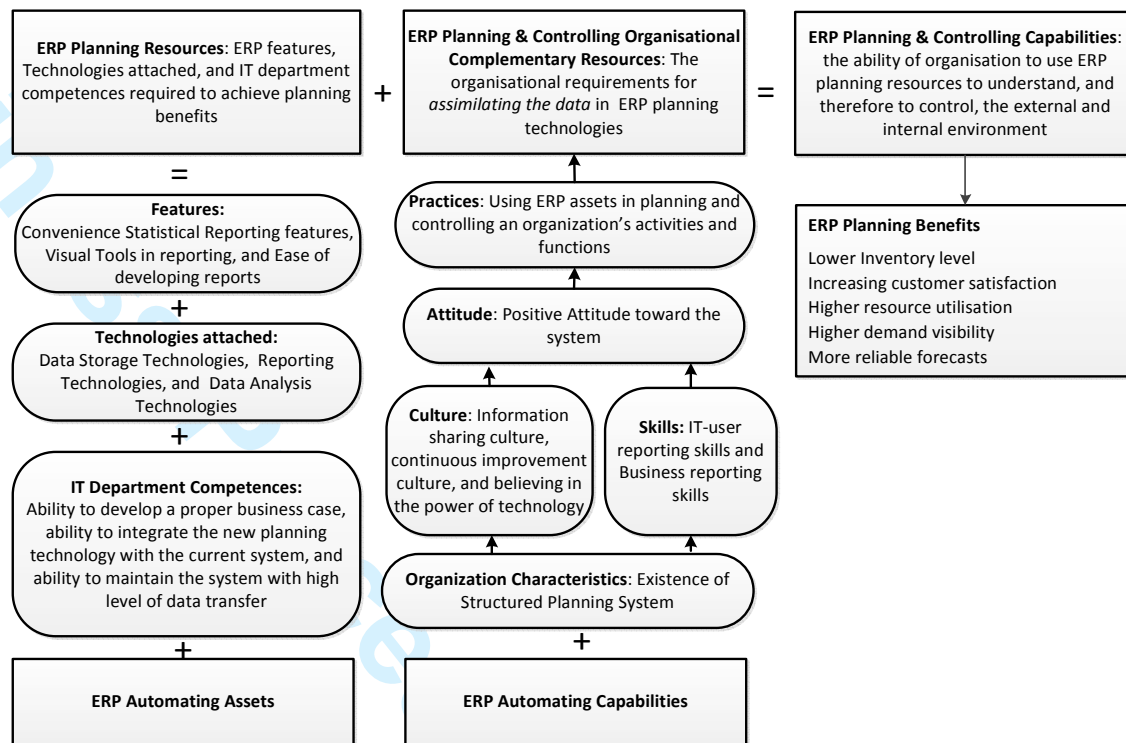 ERP Planning Resources: ERP features,
Technologies attached, and IT department
competences required to achieve planning
benefits
+
ERP Planning & Controlling Organisational
Complementary Resources: The
organisational requirements for
assimilating the data in ERP planning
technologies
=
ERP Planning & Controlling Capabilities:
the ability of organisation to use ERP
planning resources to understand, and
therefore to control, the external and
internal environment
=
Features:
Convenience Statistical Reporting features,
Visual Tools in reporting, and Ease of
developing reports
+
Technologies attached:
Data Storage Technologies, Reporting
Technologies, and Data Analysis
Technologies
+
IT Department Competences:
Ability to develop a proper business case,
ability to integrate the new planning
technology with the current system, and
ability to maintain the system with high
level of data transfer
+
ERP Automating Assets
Practices: Using ERP assets in planning and
controlling an organization's activities and
functions
Attitude: Positive Attitude toward the
system
Culture: Information
sharing culture,
continuous improvement
culture, and believing in
the power of technology
Skills: IT-user
reporting skills and
Business reporting
skills
Organization Characteristics: Existence of
Structured Planning System
+
ERP Automating Capabilities
ERP Planning Benefits
Lower Inventory level
Increasing customer satisfaction
Higher resource utilisation
Higher demand visibility
More reliable forecasts